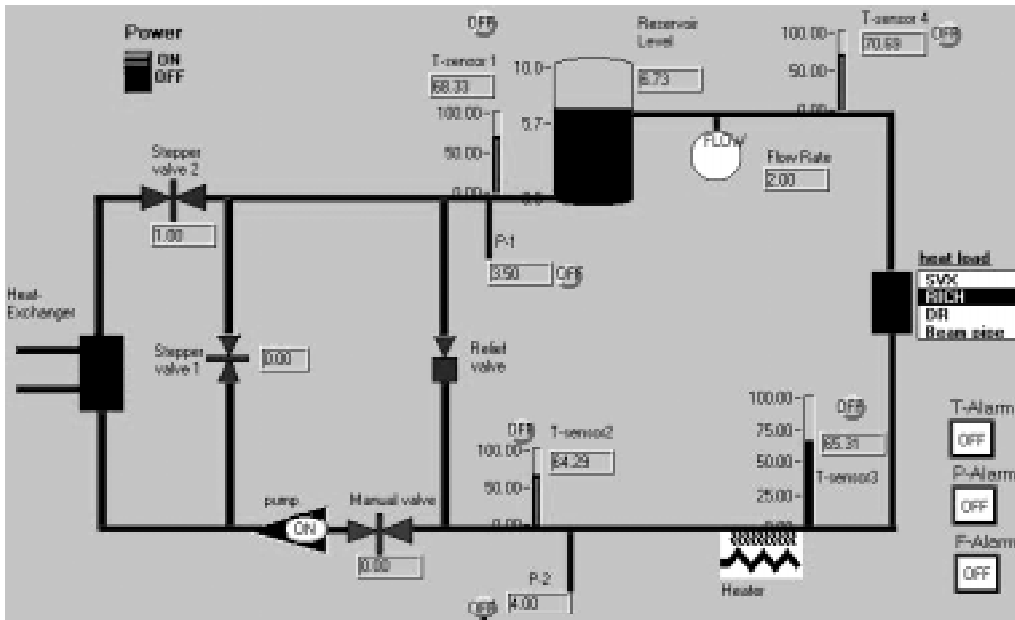 Power
ON
OFF
OFF
T-sensor 1
68.33
100.00
50.00
0.00
Reservoir
Level
10.0
5.7
0.0
6.73
T-sensor 4
70.69
OFF
100.00
50.00
0.00
FLOW
Flow Rate
2.00
Stepper
valve 2
1.00
P-1
3.50
OFF
heat load
SVX
RICH
DR
Beam pipe
Heat-
Exchanger
Stepper
valve 1
0.00
Relief
valve
OFF
T-sensor2
64.29
100.00
50.00
0.00
100.00
75.00
50.00
25.00
0.00
OFF
65.31
T-sensor3
T-Alarm
OFF
P-Alarm
OFF
F-Alarm
OFF
pump
ON
Manual valve
0.00
P-2
4.00
OFF
Heater